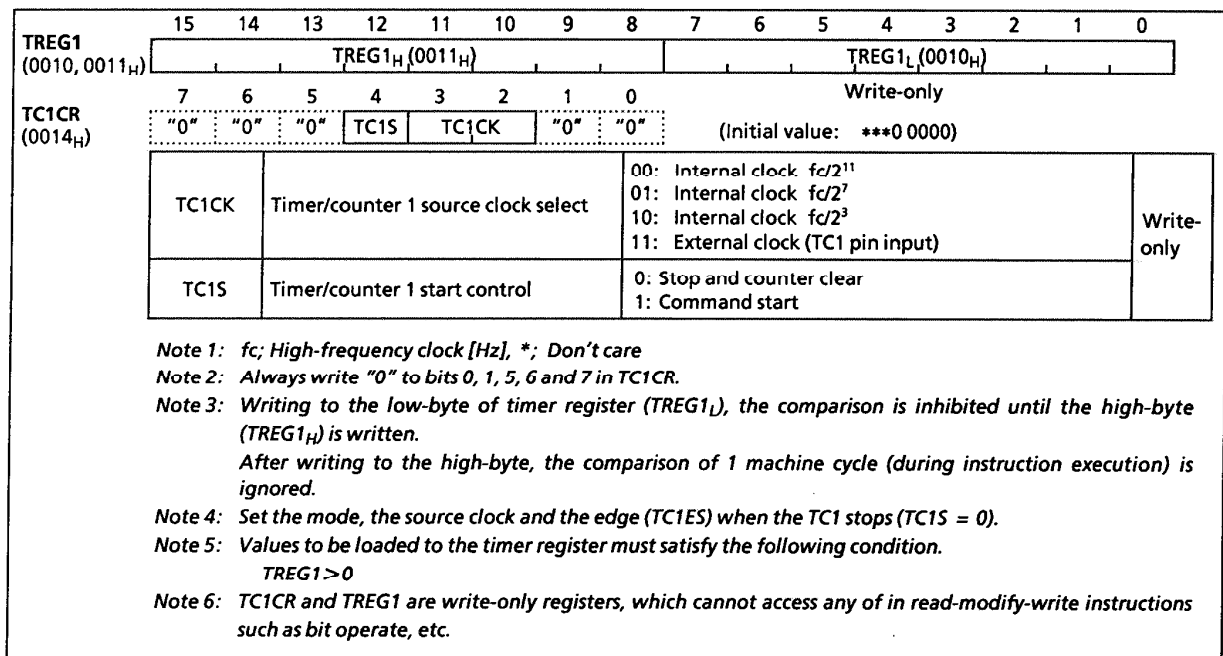 15 14 13 12 11 10 9 8 7 6 5 4 3 2 1 0
TREG1
(0010, 0011H)
TREG1H (0011H) TREG1L (0010H)
Write-only
7 6 5 4 3 2 1 0
TC1CR
(0014H)
"0" "0" "0" TC1S TC1CK "0" "0" (Initial value: ***0 0000)
TC1CK Timer/counter 1 source clock select
00: Internal clock fc/2¹¹
01: Internal clock fc/2⁷
10: Internal clock fc/2³
11: External clock (TC1 pin input)
Write-
only
TC1S Timer/counter 1 start control
0: Stop and counter clear
1: Command start
Note 1: fc; High-frequency clock [Hz], *; Don't care
Note 2: Always write "0" to bits 0, 1, 5, 6 and 7 in TC1CR.
Note 3: Writing to the low-byte of timer register (TREG1L), the comparison is inhibited until the high-byte
(TREG1H) is written.
After writing to the high-byte, the comparison of 1 machine cycle (during instruction execution) is
ignored.
Note 4: Set the mode, the source clock and the edge (TC1ES) when the TC1 stops (TC1S = 0).
Note 5: Values to be loaded to the timer register must satisfy the following condition.
TREG1>0
Note 6: TC1CR and TREG1 are write-only registers, which cannot access any of in read-modify-write instructions
such as bit operate, etc.